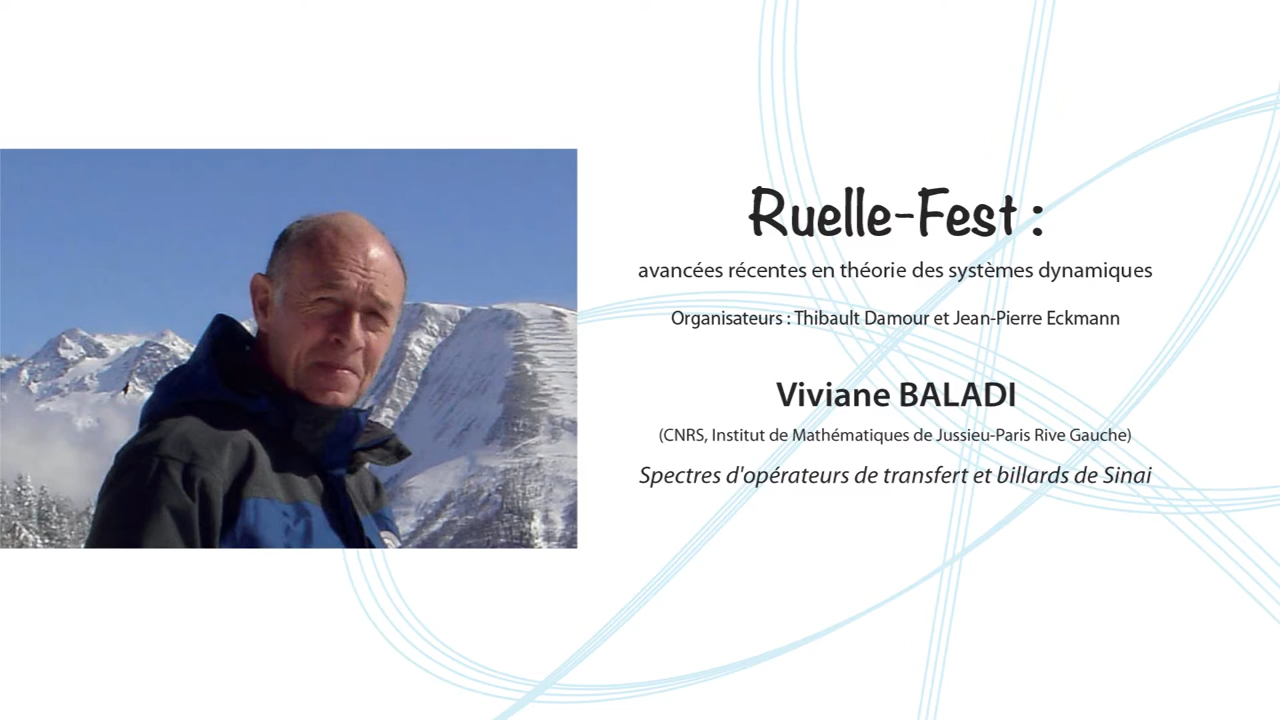 Ruelle-Fest :
avancées récentes en théorie des systèmes dynamiques
Organisateurs : Thibault Damour et Jean-Pierre Eckmann
Viviane BALADI
(CNRS, Institut de Mathématiques de Jussieu-Paris Rive Gauche)
Spectres d'opérateurs de transfert et billards de Sinai